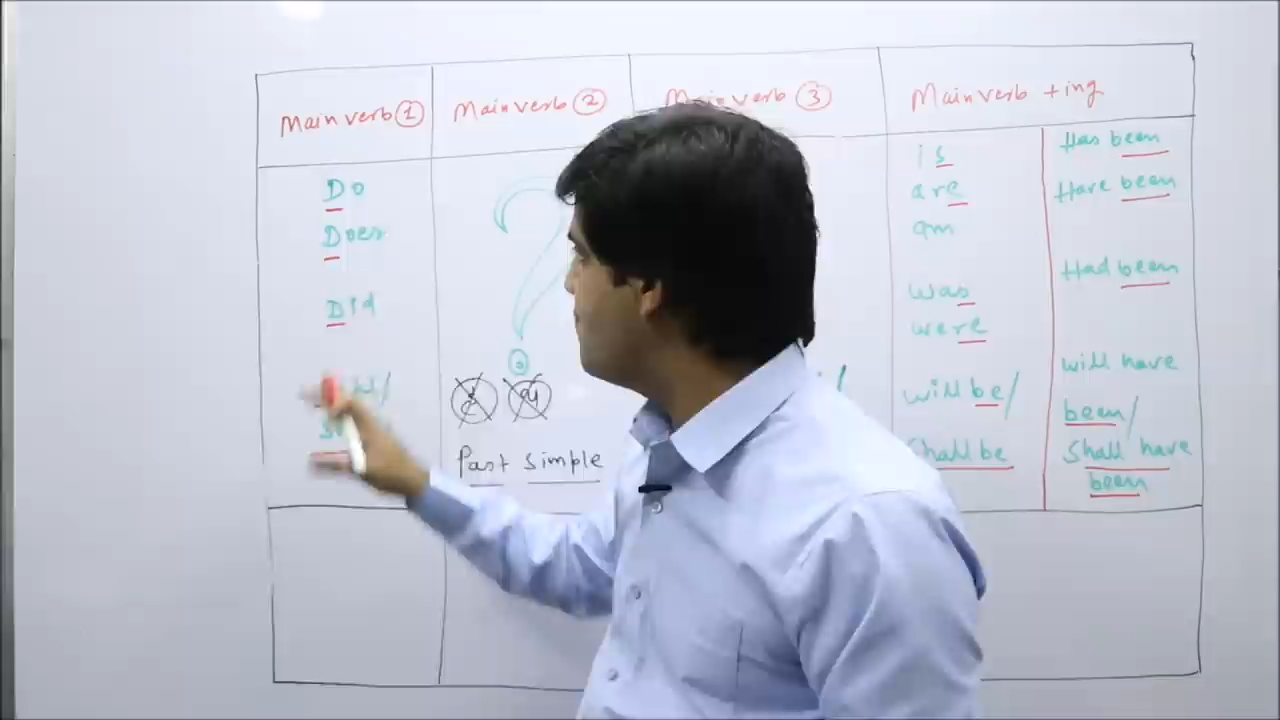 Main verb ① Main verb ② Main verb ③ Main verb +ing
Do
Does
Did
Past Simple
is
are
am
was
were
will be/
Shall be
Has been
Have been
Had been
will have
been/
Shall have
been